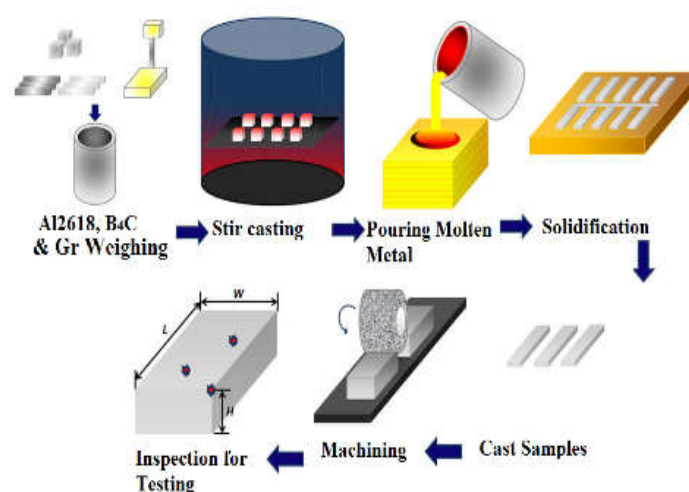 Al2618, B₄C
& Gr Weighing
Stir casting
Pouring Molten
Metal
Solidification
W
L
H
Inspection for
Testing
Machining
Cast Samples